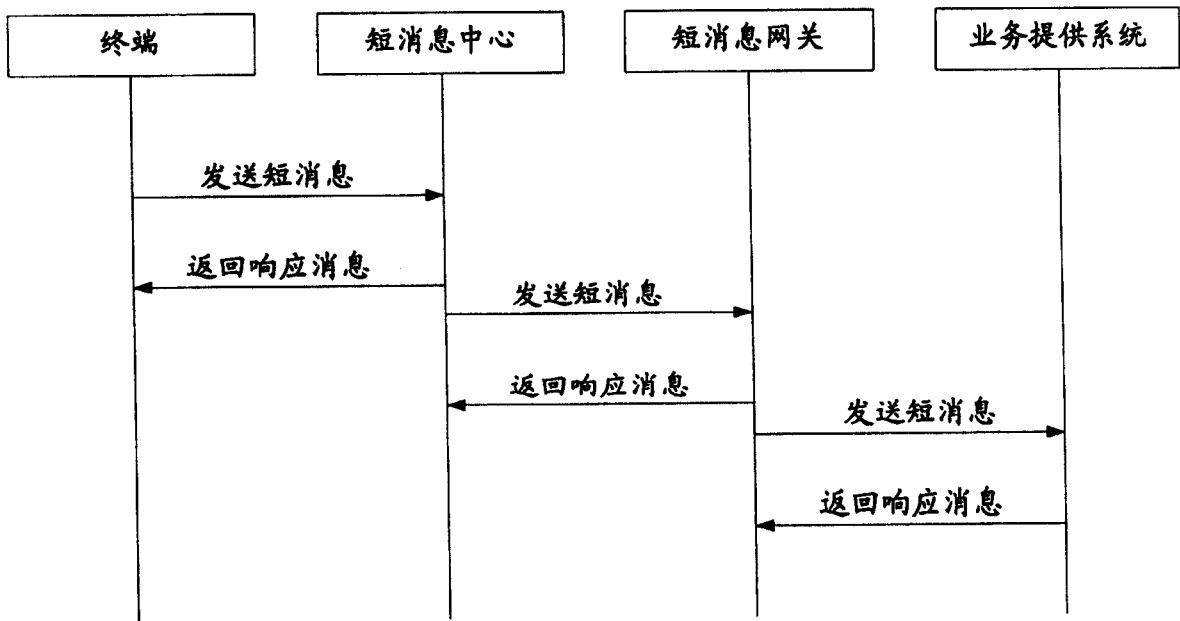 终端
短消息中心
短消息网关
业务提供系统
发送短消息
返回响应消息
发送短消息
返回响应消息
发送短消息
返回响应消息